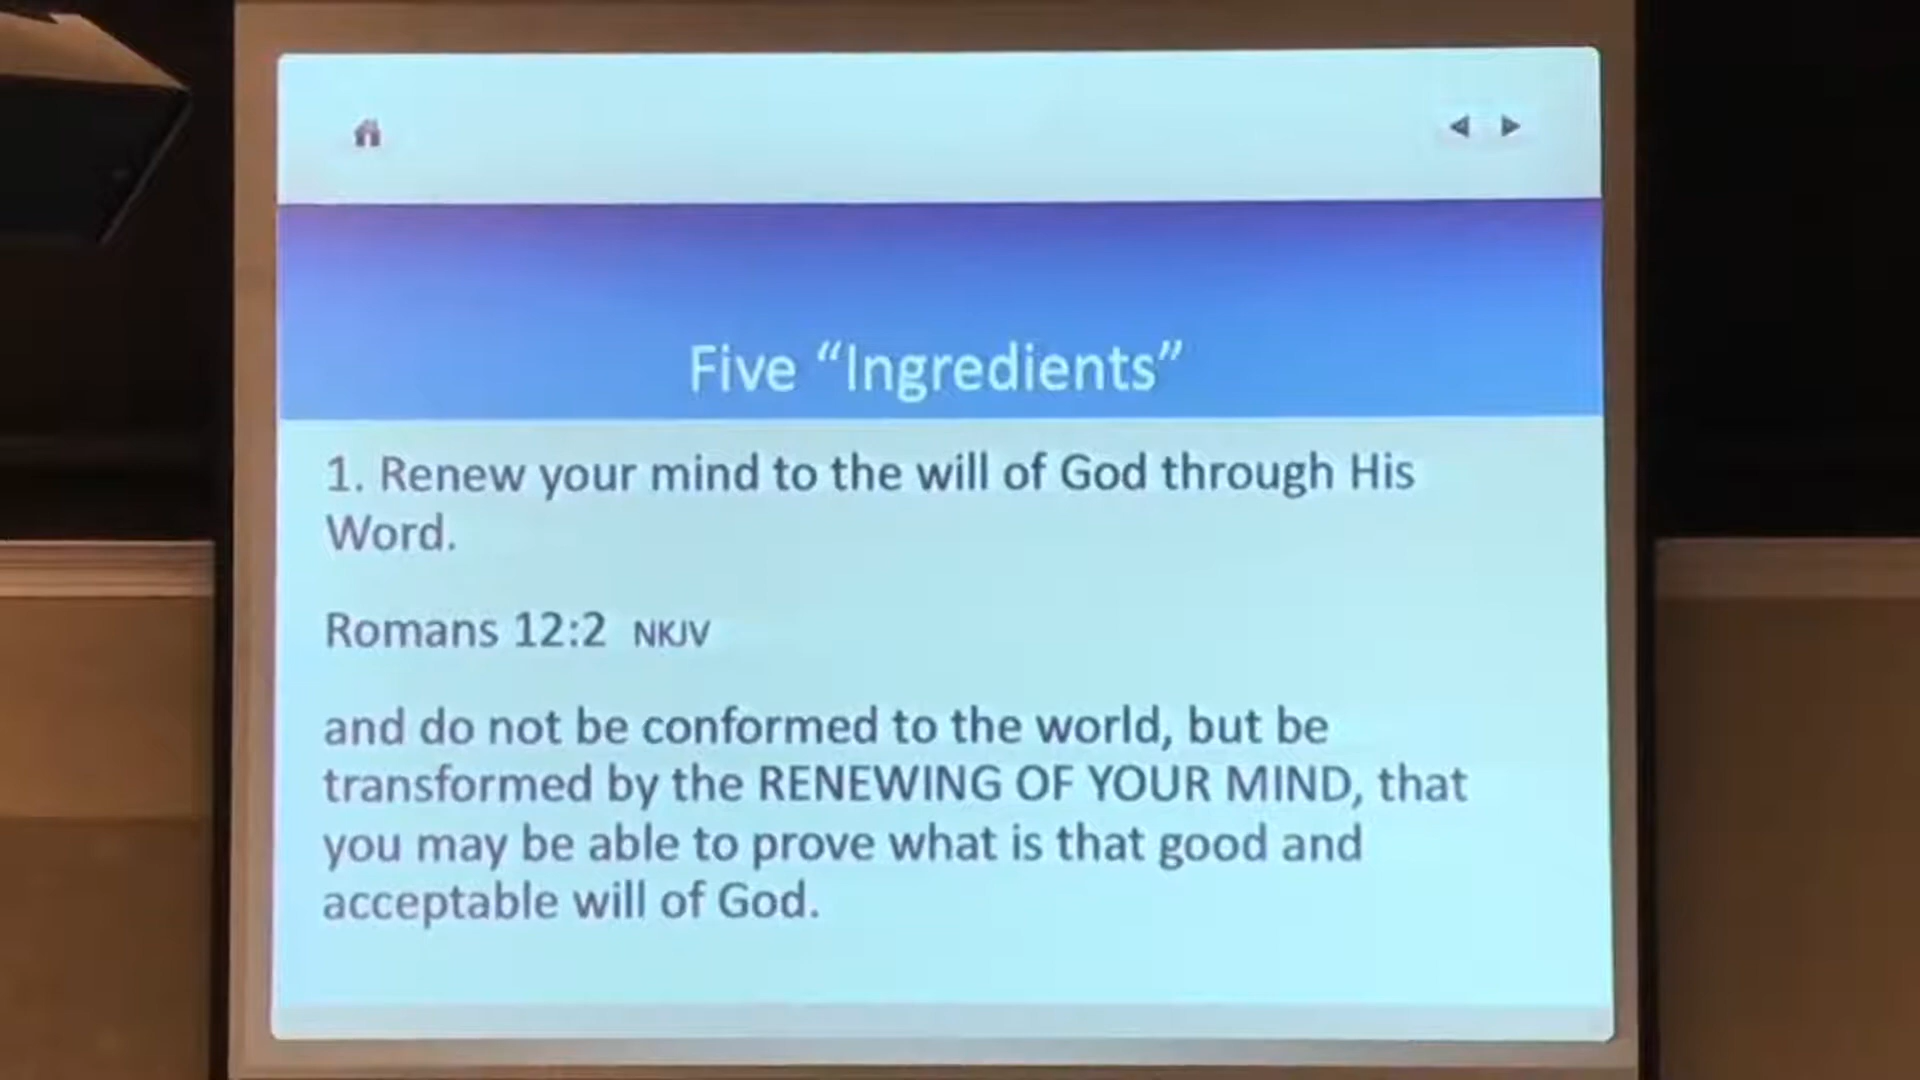 Five “Ingredients”
1. Renew your mind to the will of God through His
Word.
Romans 12:2 NKJV
and do not be conformed to the world, but be
transformed by the RENEWING OF YOUR MIND, that
you may be able to prove what is that good and
acceptable will of God.